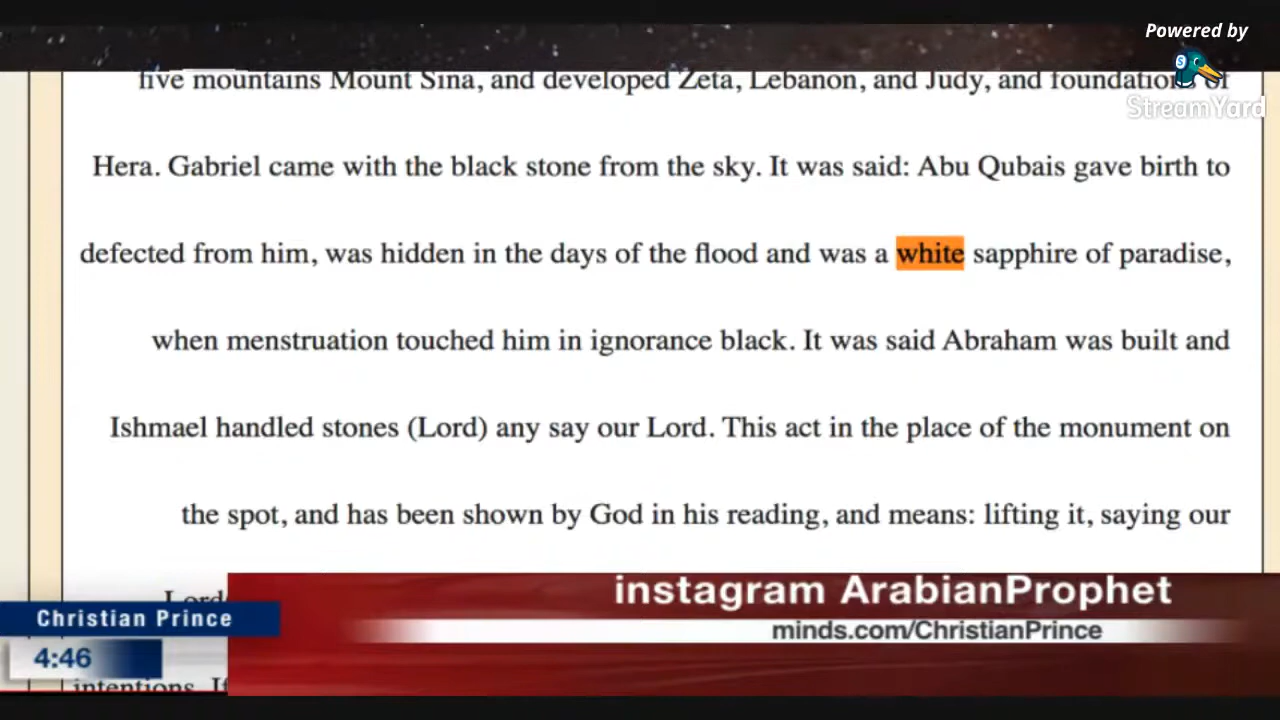 Powered by
StreamYard
five mountains Mount Sina, and developed Zeta, Lebanon, and Judy, and foundations of
Hera. Gabriel came with the black stone from the sky. It was said: Abu Qubais gave birth to
defected from him, was hidden in the days of the flood and was a white sapphire of paradise,
when menstruation touched him in ignorance black. It was said Abraham was built and
Ishmael handled stones (Lord) any say our Lord. This act in the place of the monument on
the spot, and has been shown by God in his reading, and means: lifting it, saying our
Lord
intentions. If
instagram ArabianProphet
minds.com/ChristianPrince
Christian Prince
4:46